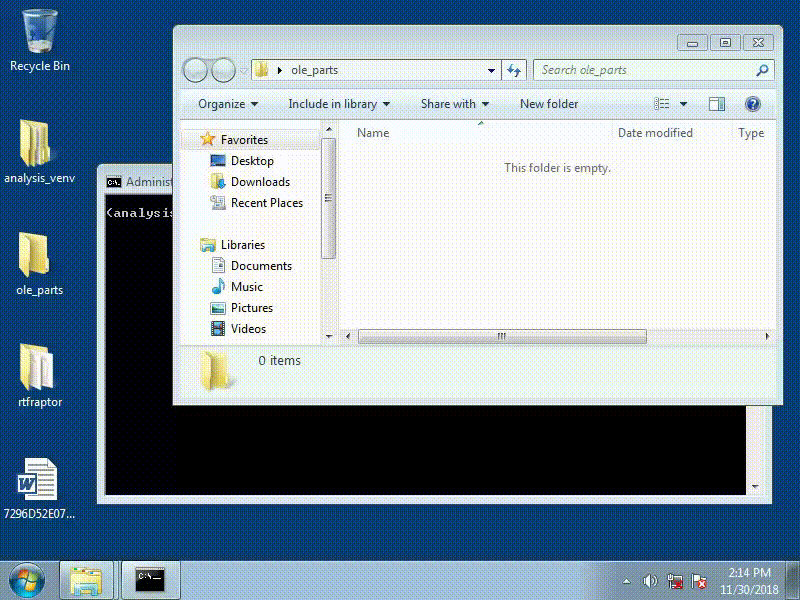 Recycle Bin
analysis_venv
ole_parts
rtfraptor
7296D52E07...
C:\.
Administ
(analysis
ole_parts
Search ole_parts
Organize
Include in library
Share with
New folder
Name
Date modified
Type
This folder is empty.
Favorites
Desktop
Downloads
Recent Places
Libraries
Documents
Music
Pictures
Videos
0 items
C:\.
2:14 PM
11/30/2018